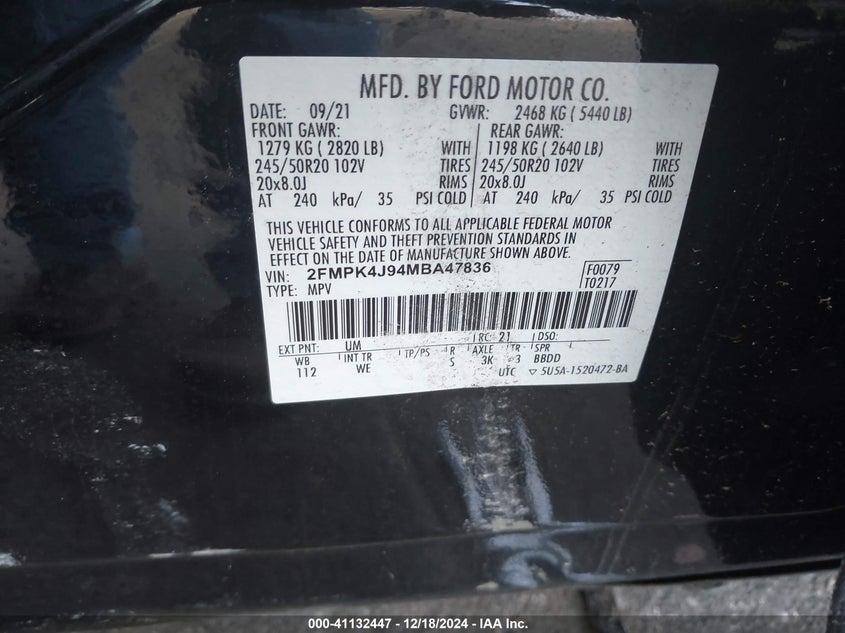 MFD. BY FORD MOTOR CO.
DATE: 09/21 GVWR: 2468 KG ( 5440 LB)
FRONT GAWR: REAR GAWR:
1279 KG ( 2820 LB) WITH 1198 KG ( 2640 LB) WITH
245/50R20 102V TIRES 245/50R20 102V TIRES
20x8.0J RIMS 20x8.0J RIMS
AT 240 kPa/ 35 PSI COLD AT 240 kPa/ 35 PSI COLD
THIS VEHICLE CONFORMS TO ALL APPLICABLE FEDERAL MOTOR
VEHICLE SAFETY AND THEFT PREVENTION STANDARDS IN
EFFECT ON THE DATE OF MANUFACTURE SHOWN ABOVE.
VIN: 2FMPK4J94MBA47836 F0079
TYPE: MPV T0217
EXT PNT: UM RC: 21 DSO:
WB INT TR TP/PS R AXLE TR SPR
112 WE S 3K 3 BBDD
UTC ▽ 5U5A-1520472-BA
000-41132447 - 12/18/2024 - IAA Inc.